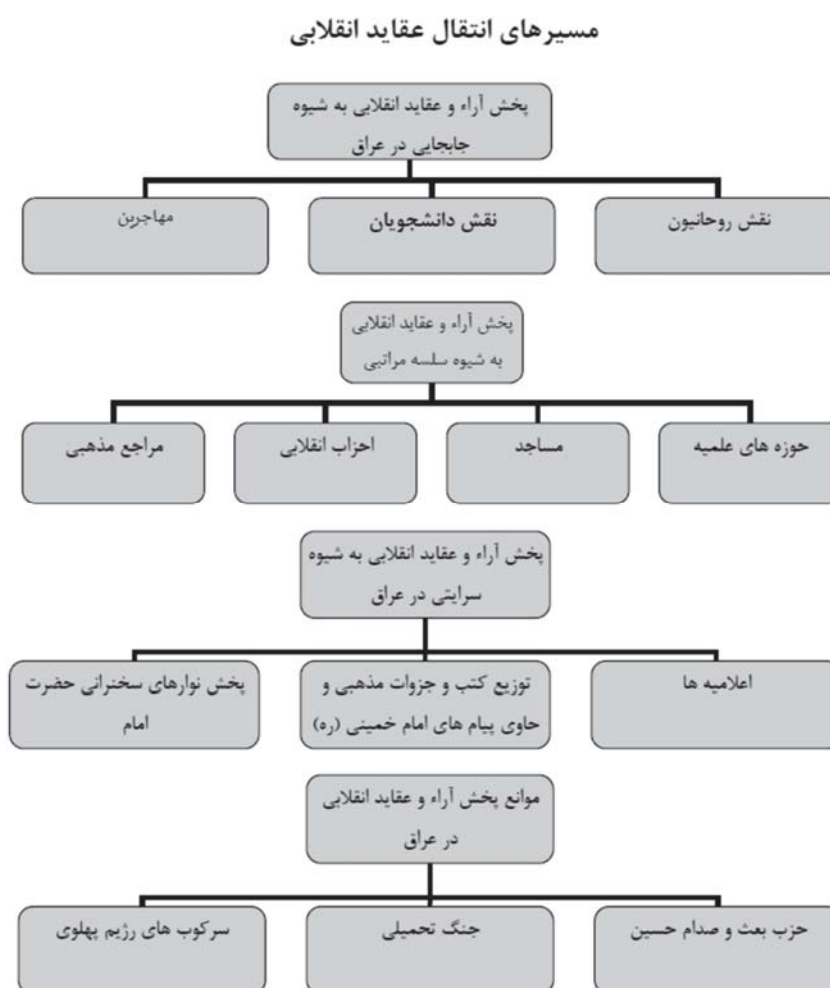 مسیرهای انتقال عقاید انقلابی
پخش آراء و عقاید انقلابی به شیوه
جابجایی در عراق
نقش روحانیون
نقش دانشجویان
مهاجرین
پخش آراء و عقاید انقلابی
به شیوه سلسه مراتبی
حوزه های علمیه
مساجد
احزاب انقلابی
مراجع مذهبی
پخش آراء و عقاید انقلابی به شیوه
سرایتی در عراق
اعلامیه ها
توزیع کتب و جزوات مذهبی و
حاوی پیام های امام خمینی (ره)
پخش نوارهای سخنرانی حضرت
امام
موانع پخش آراء و عقاید انقلابی
در عراق
حزب بعث و صدام حسین
جنگ تحمیلی
سرکوب های رژیم پهلوی